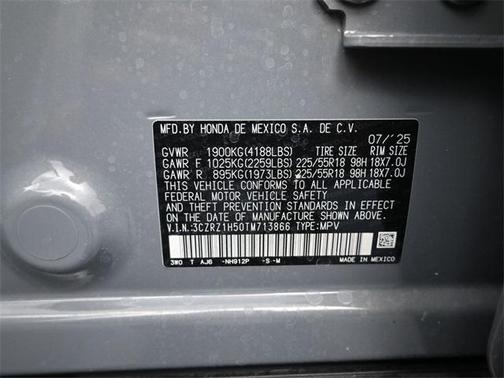 MFD.BY HONDA DE MEXICO S.A. DE C.V.
07/'25
GVWR 1900KG(4188LBS) TIRE SIZE RIM SIZE
GAWR F 1025KG(2259LBS) 225/55R18 98H 18X7.0J
GAWR R 895KG(1973LBS) 225/55R18 98H 18X7.0J
THIS VEHICLE CONFORMS TO ALL APPLICABLE
FEDERAL MOTOR VEHICLE SAFETY
AND THEFT PREVENTION STANDARDS IN EFFECT
ON THE DATE OF MANUFACTURE SHOWN ABOVE.
V.I.N.:3CZRZ1H50TM713866 TYPE:MPV
3W0 T AJ6 -NH912P -S -M
MADE IN
MEXICO